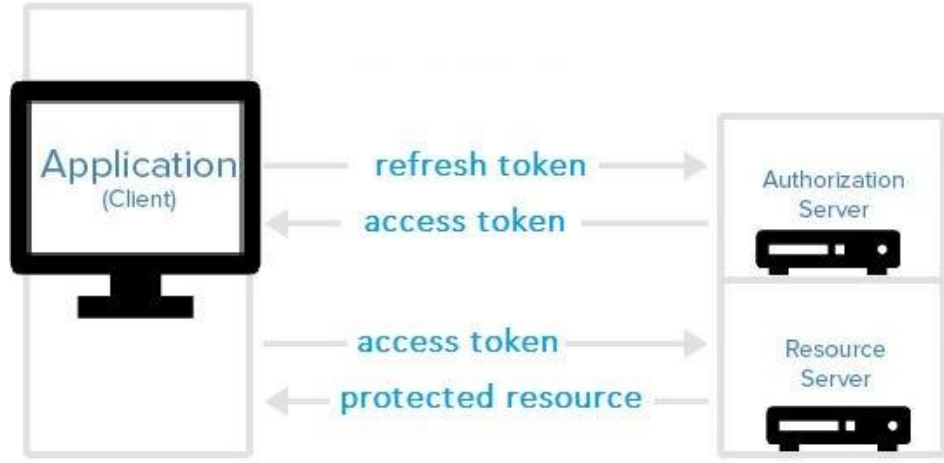 Application
(Client)
refresh token
access token
Authorization
Server
access token
protected resource
Resource
Server